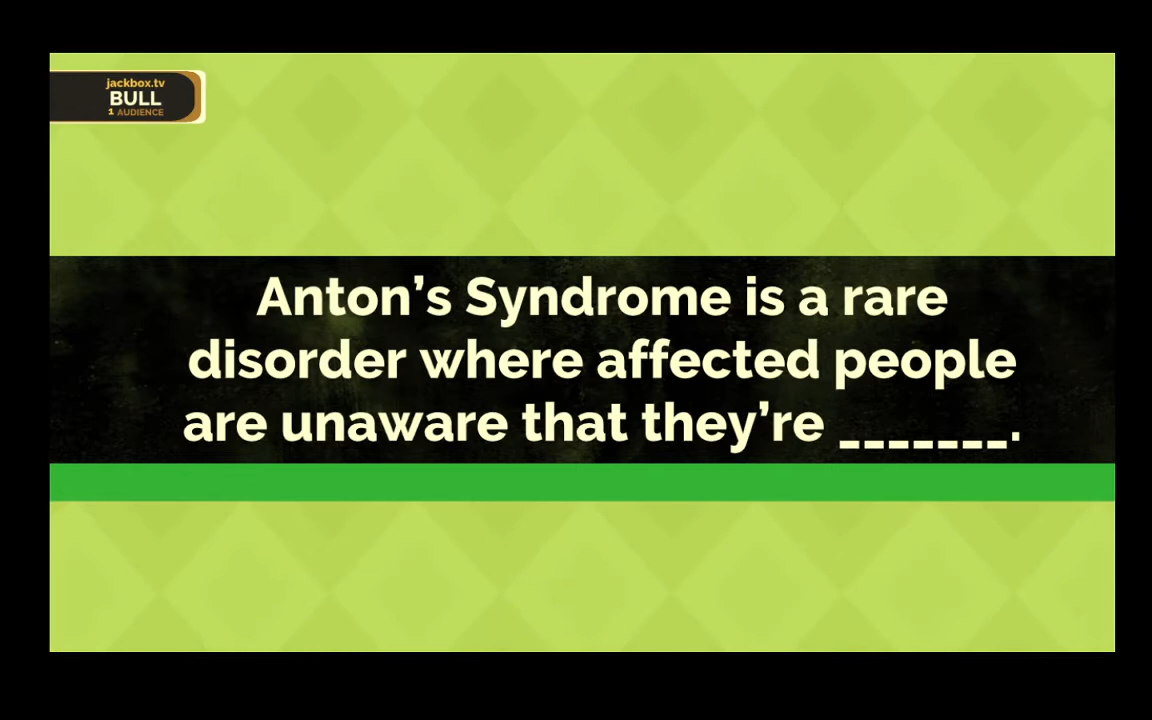 jackbox.tv
BULL
1 AUDIENCE
Anton's Syndrome is a rare
disorder where affected people
are unaware that they're _______.